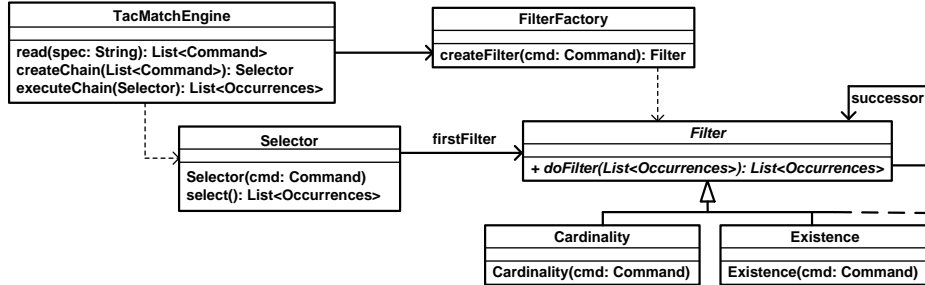 TacMatchEngine
read(spec: String): List<Command>
createChain(List<Command>): Selector
executeChain(Selector): List<Occurrences>
FilterFactory
createFilter(cmd: Command): Filter
successor
Selector
Selector(cmd: Command)
select(): List<Occurrences>
firstFilter
Filter
+ doFilter(List<Occurrences>): List<Occurrences>
Cardinality
Cardinality(cmd: Command)
Existence
Existence(cmd: Command)